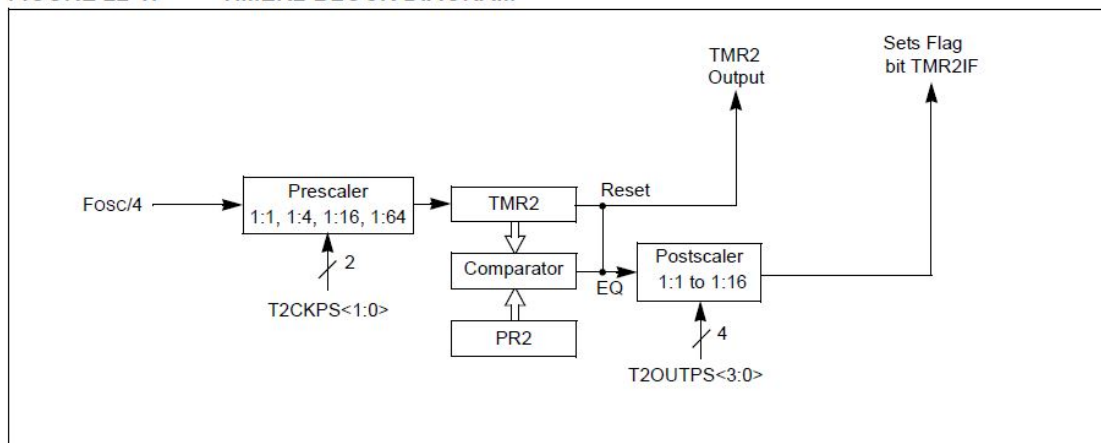 TMR2
Output
Sets Flag
bit TMR2IF
Fosc/4
Prescaler
1:1, 1:4, 1:16, 1:64
2
T2CKPS<1:0>
TMR2
Reset
Comparator
EQ
PR2
Postscaler
1:1 to 1:16
4
T2OUTPS<3:0>